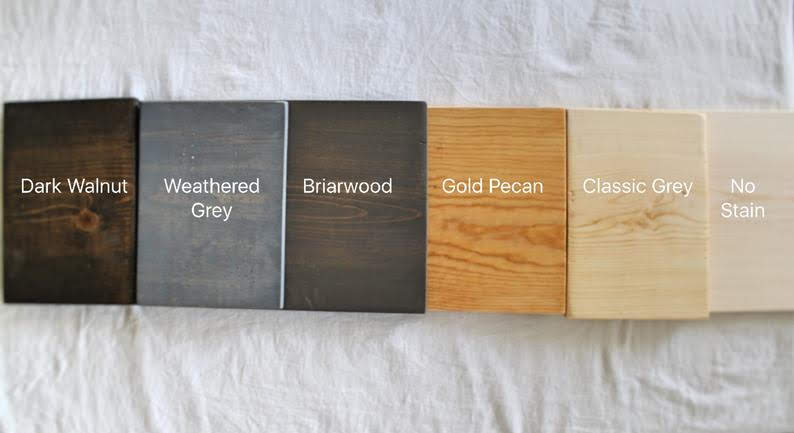 Dark Walnut
Weathered
Grey
Briarwood
Gold Pecan
Classic Grey
No
Stain